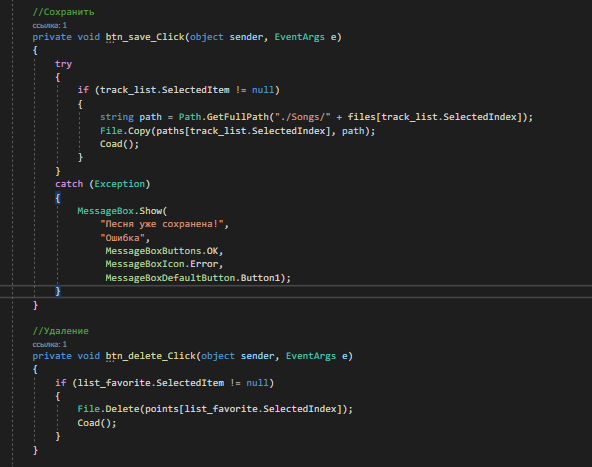 //Сохранить
ссылка: 1
private void btn_save_Click(object sender, EventArgs e)
{
try
{
if (track_list.SelectedItem != null)
{
string path = Path.GetFullPath("./Songs/" + files[track_list.SelectedIndex]);
File.Copy(paths[track_list.SelectedIndex], path);
Coad();
}
}
catch (Exception)
{
MessageBox.Show(
"Песня уже сохранена!",
"Ошибка",
MessageBoxButtons.OK,
MessageBoxIcon.Error,
MessageBoxDefaultButton.Button1);
}
}
//Удаление
ссылка: 1
private void btn_delete_Click(object sender, EventArgs e)
{
if (list_favorite.SelectedItem != null)
{
File.Delete(points[list_favorite.SelectedIndex]);
Coad();
}
}